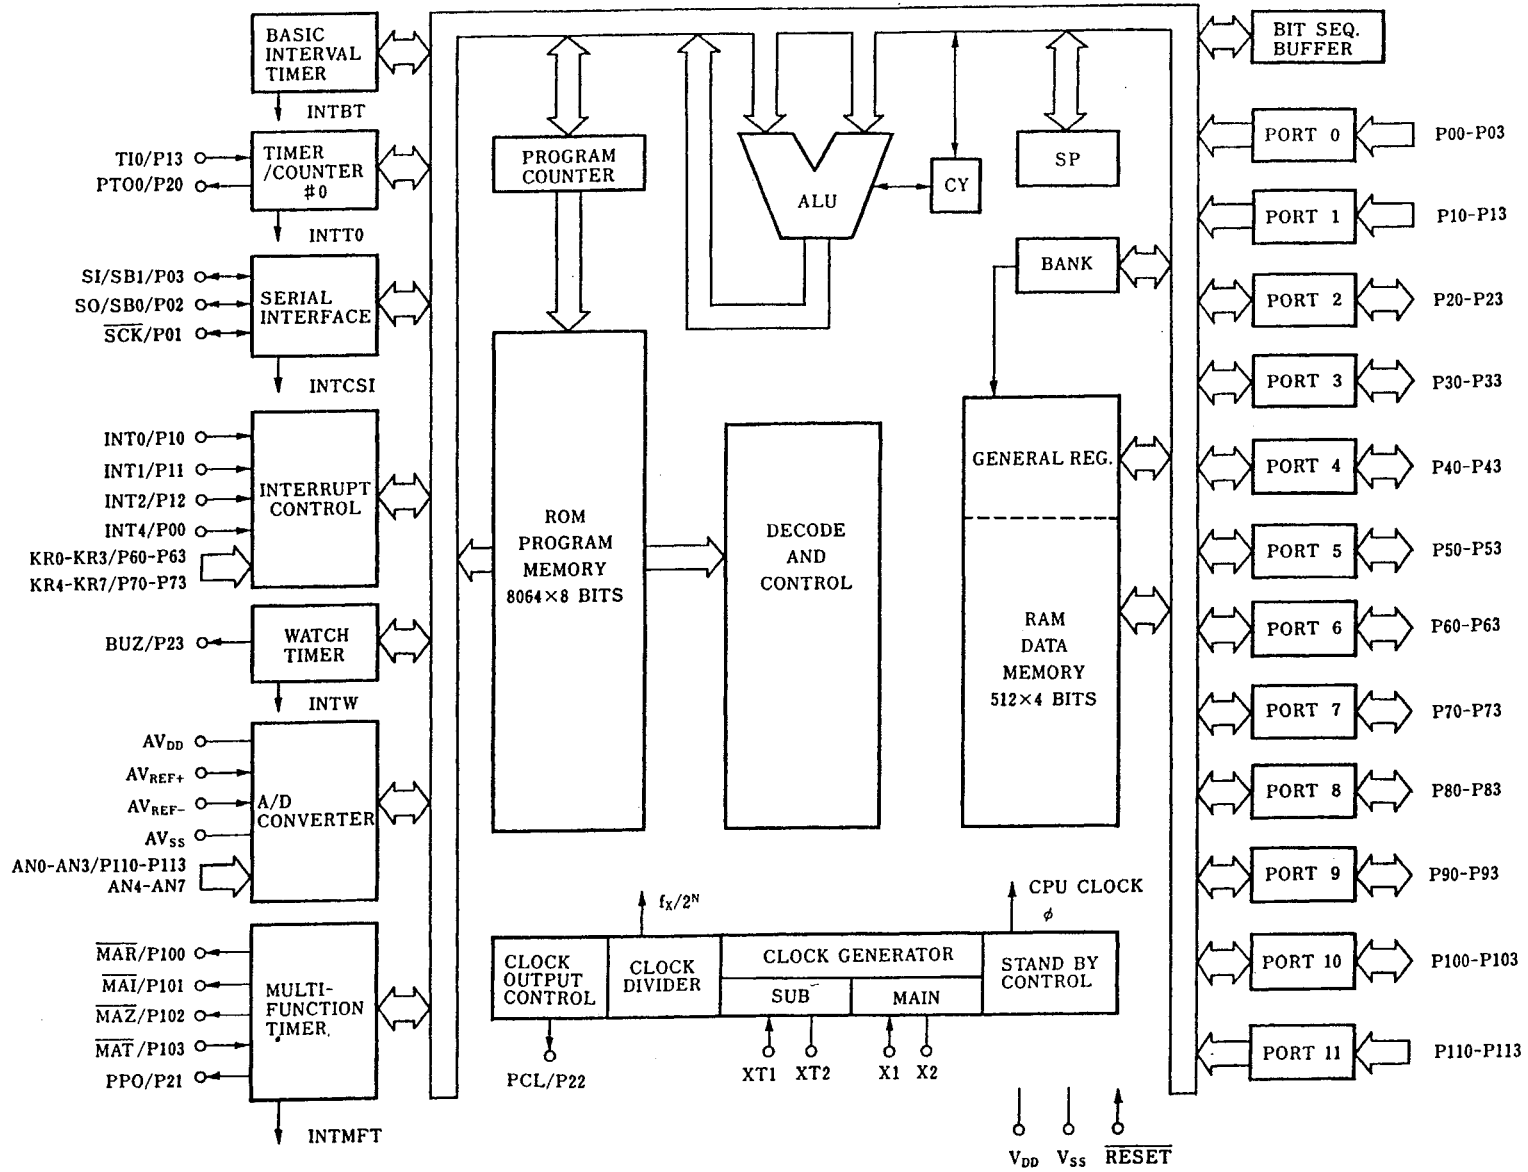 BASIC
INTERVAL
TIMER
INTBT
TI0/P13
PTO0/P20
TIMER
/COUNTER
#0
INTT0
SI/SB1/P03
SO/SB0/P02
SCK/P01
SERIAL
INTERFACE
INTCSI
INT0/P10
INT1/P11
INT2/P12
INT4/P00
KR0-KR3/P60-P63
KR4-KR7/P70-P73
INTERRUPT
CONTROL
BUZ/P23
WATCH
TIMER
INTW
AVDD
AVREF+
AVREF-
AVSS
AN0-AN3/P110-P113
AN4-AN7
A/D
CONVERTER
MAR/P100
MAI/P101
MAZ/P102
MAT/P103
PPO/P21
MULTI-
FUNCTION
TIMER
INTMFT
PROGRAM
COUNTER
ALU
CY
SP
BANK
ROM
PROGRAM
MEMORY
8064×8 BITS
DECODE
AND
CONTROL
GENERAL REG.
RAM
DATA
MEMORY
512×4 BITS
fX/2N
CPU CLOCK
φ
CLOCK
OUTPUT
CONTROL
CLOCK
DIVIDER
CLOCK GENERATOR
SUB
MAIN
STAND BY
CONTROL
PCL/P22
XT1
XT2
X1
X2
VDD
VSS
RESET
BIT SEQ.
BUFFER
PORT 0
P00-P03
PORT 1
P10-P13
PORT 2
P20-P23
PORT 3
P30-P33
PORT 4
P40-P43
PORT 5
P50-P53
PORT 6
P60-P63
PORT 7
P70-P73
PORT 8
P80-P83
PORT 9
P90-P93
PORT 10
P100-P103
PORT 11
P110-P113